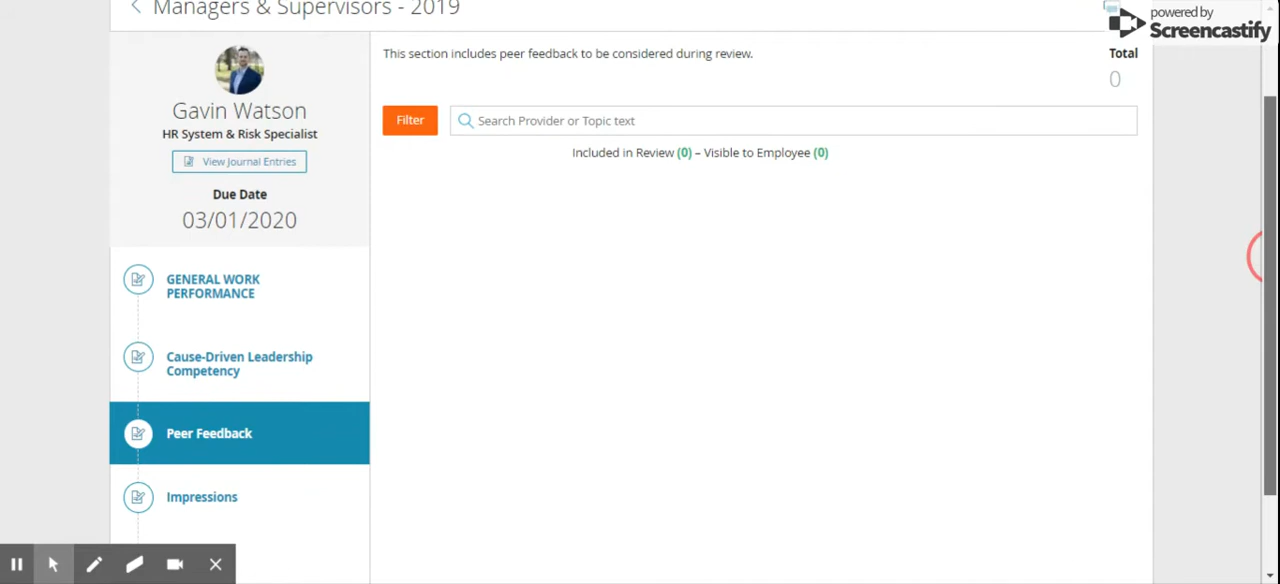 Managers & Supervisors - 2019
powered by
Screencastify
Gavin Watson
HR System & Risk Specialist
View Journal Entries
Due Date
03/01/2020
GENERAL WORK
PERFORMANCE
Cause-Driven Leadership
Competency
Peer Feedback
Impressions
This section includes peer feedback to be considered during review.
Total
0
Filter
Search Provider or Topic text
Included in Review (0) – Visible to Employee (0)